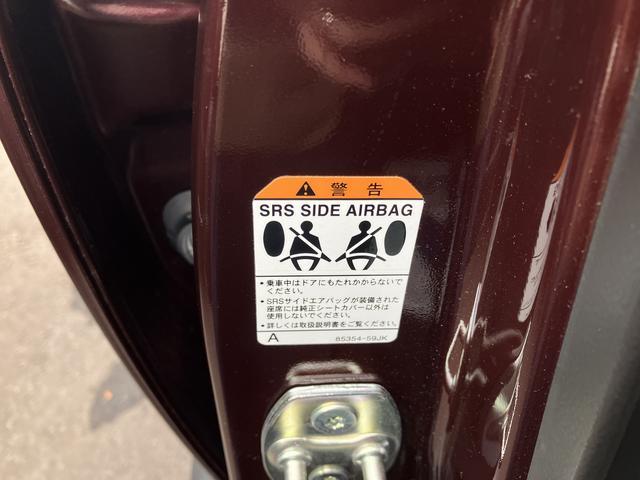 警告
SRS SIDE AIRBAG
・乗車中はドアにもたれかからないで
ください。
・SRSサイドエアバッグが装備された
座席には純正シートカバー以外は
使用しないでください。
・詳しくは取扱説明書をご覧ください。
A 85354-59JK